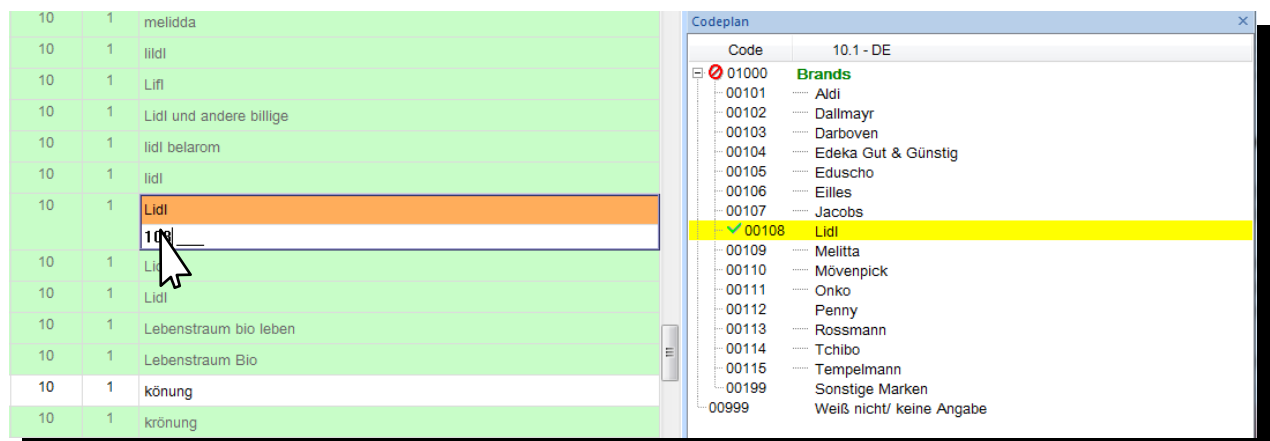 10 1 melidda
10 1 lildl
10 1 Lifl
10 1 Lidl und andere billige
10 1 lidl belarom
10 1 lidl
10 1 Lidl
108
10 1
10 1 Lidl
10 1 Lebenstraum bio leben
10 1 Lebenstraum Bio
10 1 könung
10 1 krönung
Codeplan
Code 10.1 - DE
01000 Brands
00101 Aldi
00102 Dallmayr
00103 Darboven
00104 Edeka Gut & Günstig
00105 Eduscho
00106 Eilles
00107 Jacobs
00108 Lidl
00109 Melitta
00110 Mövenpick
00111 Onko
00112 Penny
00113 Rossmann
00114 Tchibo
00115 Tempelmann
00199 Sonstige Marken
00999 Weiß nicht/ keine Angabe